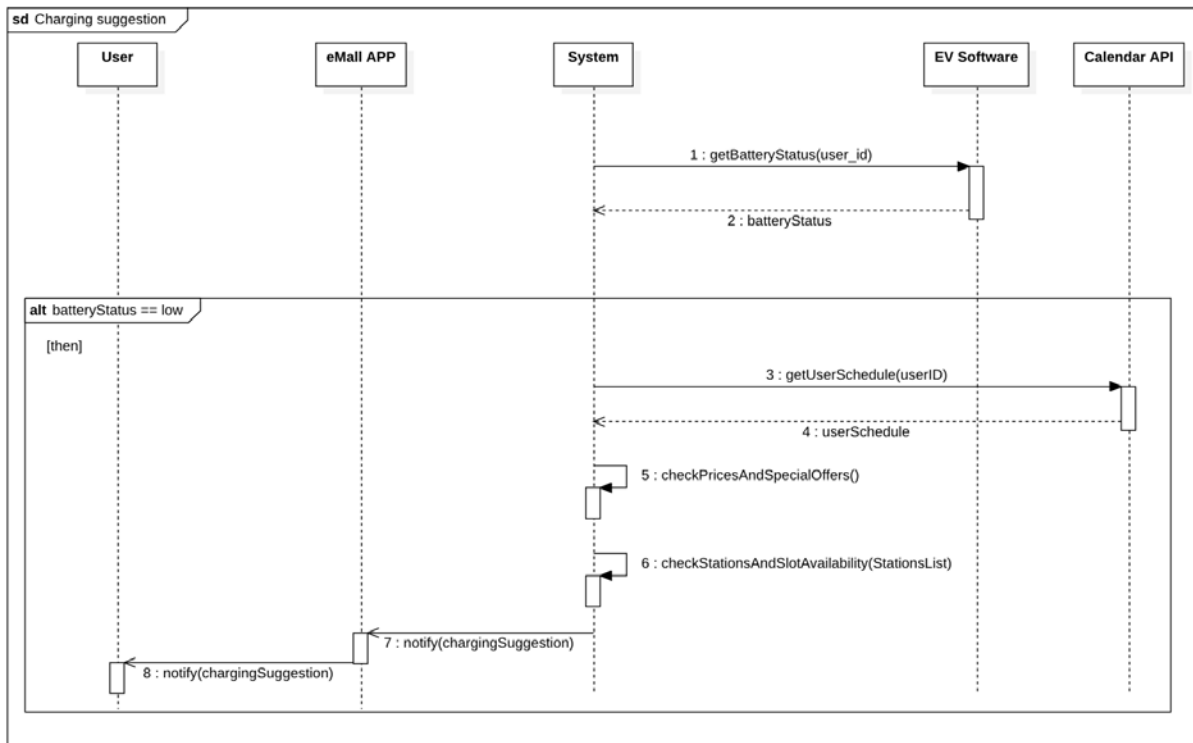 sd Charging suggestion
User
eMall APP
System
EV Software
Calendar API
1 : getBatteryStatus(user_id)
2 : batteryStatus
alt batteryStatus == low
[then]
3 : getUserSchedule(userID)
4 : userSchedule
5 : checkPricesAndSpecialOffers()
6 : checkStationsAndSlotAvailability(StationsList)
7 : notify(chargingSuggestion)
8 : notify(chargingSuggestion)